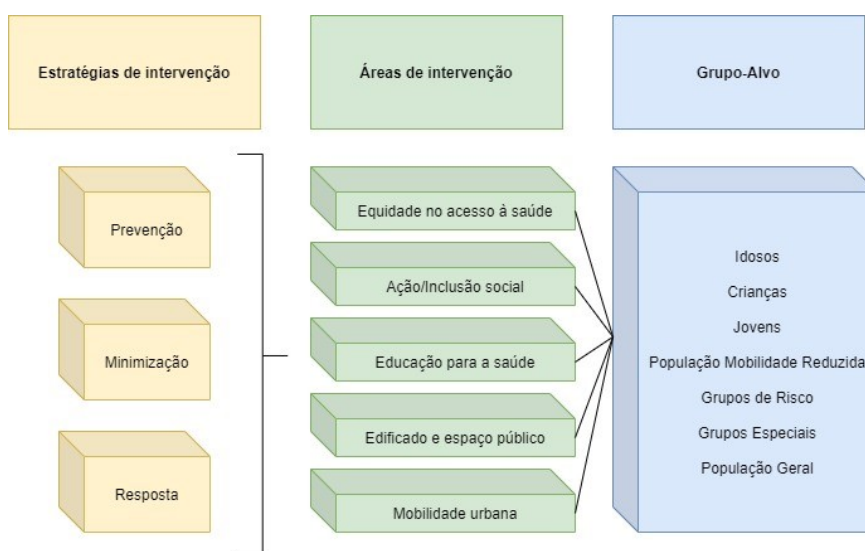 Estratégias de intervenção
Áreas de intervenção
Grupo-Alvo
Prevenção
Minimização
Resposta
Equidade no acesso à saúde
Ação/Inclusão social
Educação para a saúde
Edificado e espaço público
Mobilidade urbana
Idosos
Crianças
Jovens
População Mobilidade Reduzida
Grupos de Risco
Grupos Especiais
População Geral